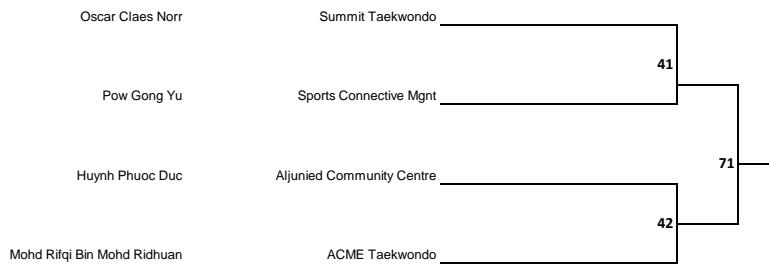 Oscar Claes Norr Summit Taekwondo
41
Pow Gong Yu Sports Connective Mgnt
71
Huynh Phuoc Duc Aljunied Community Centre
42
Mohd Rifqi Bin Mohd Ridhuan ACME Taekwondo